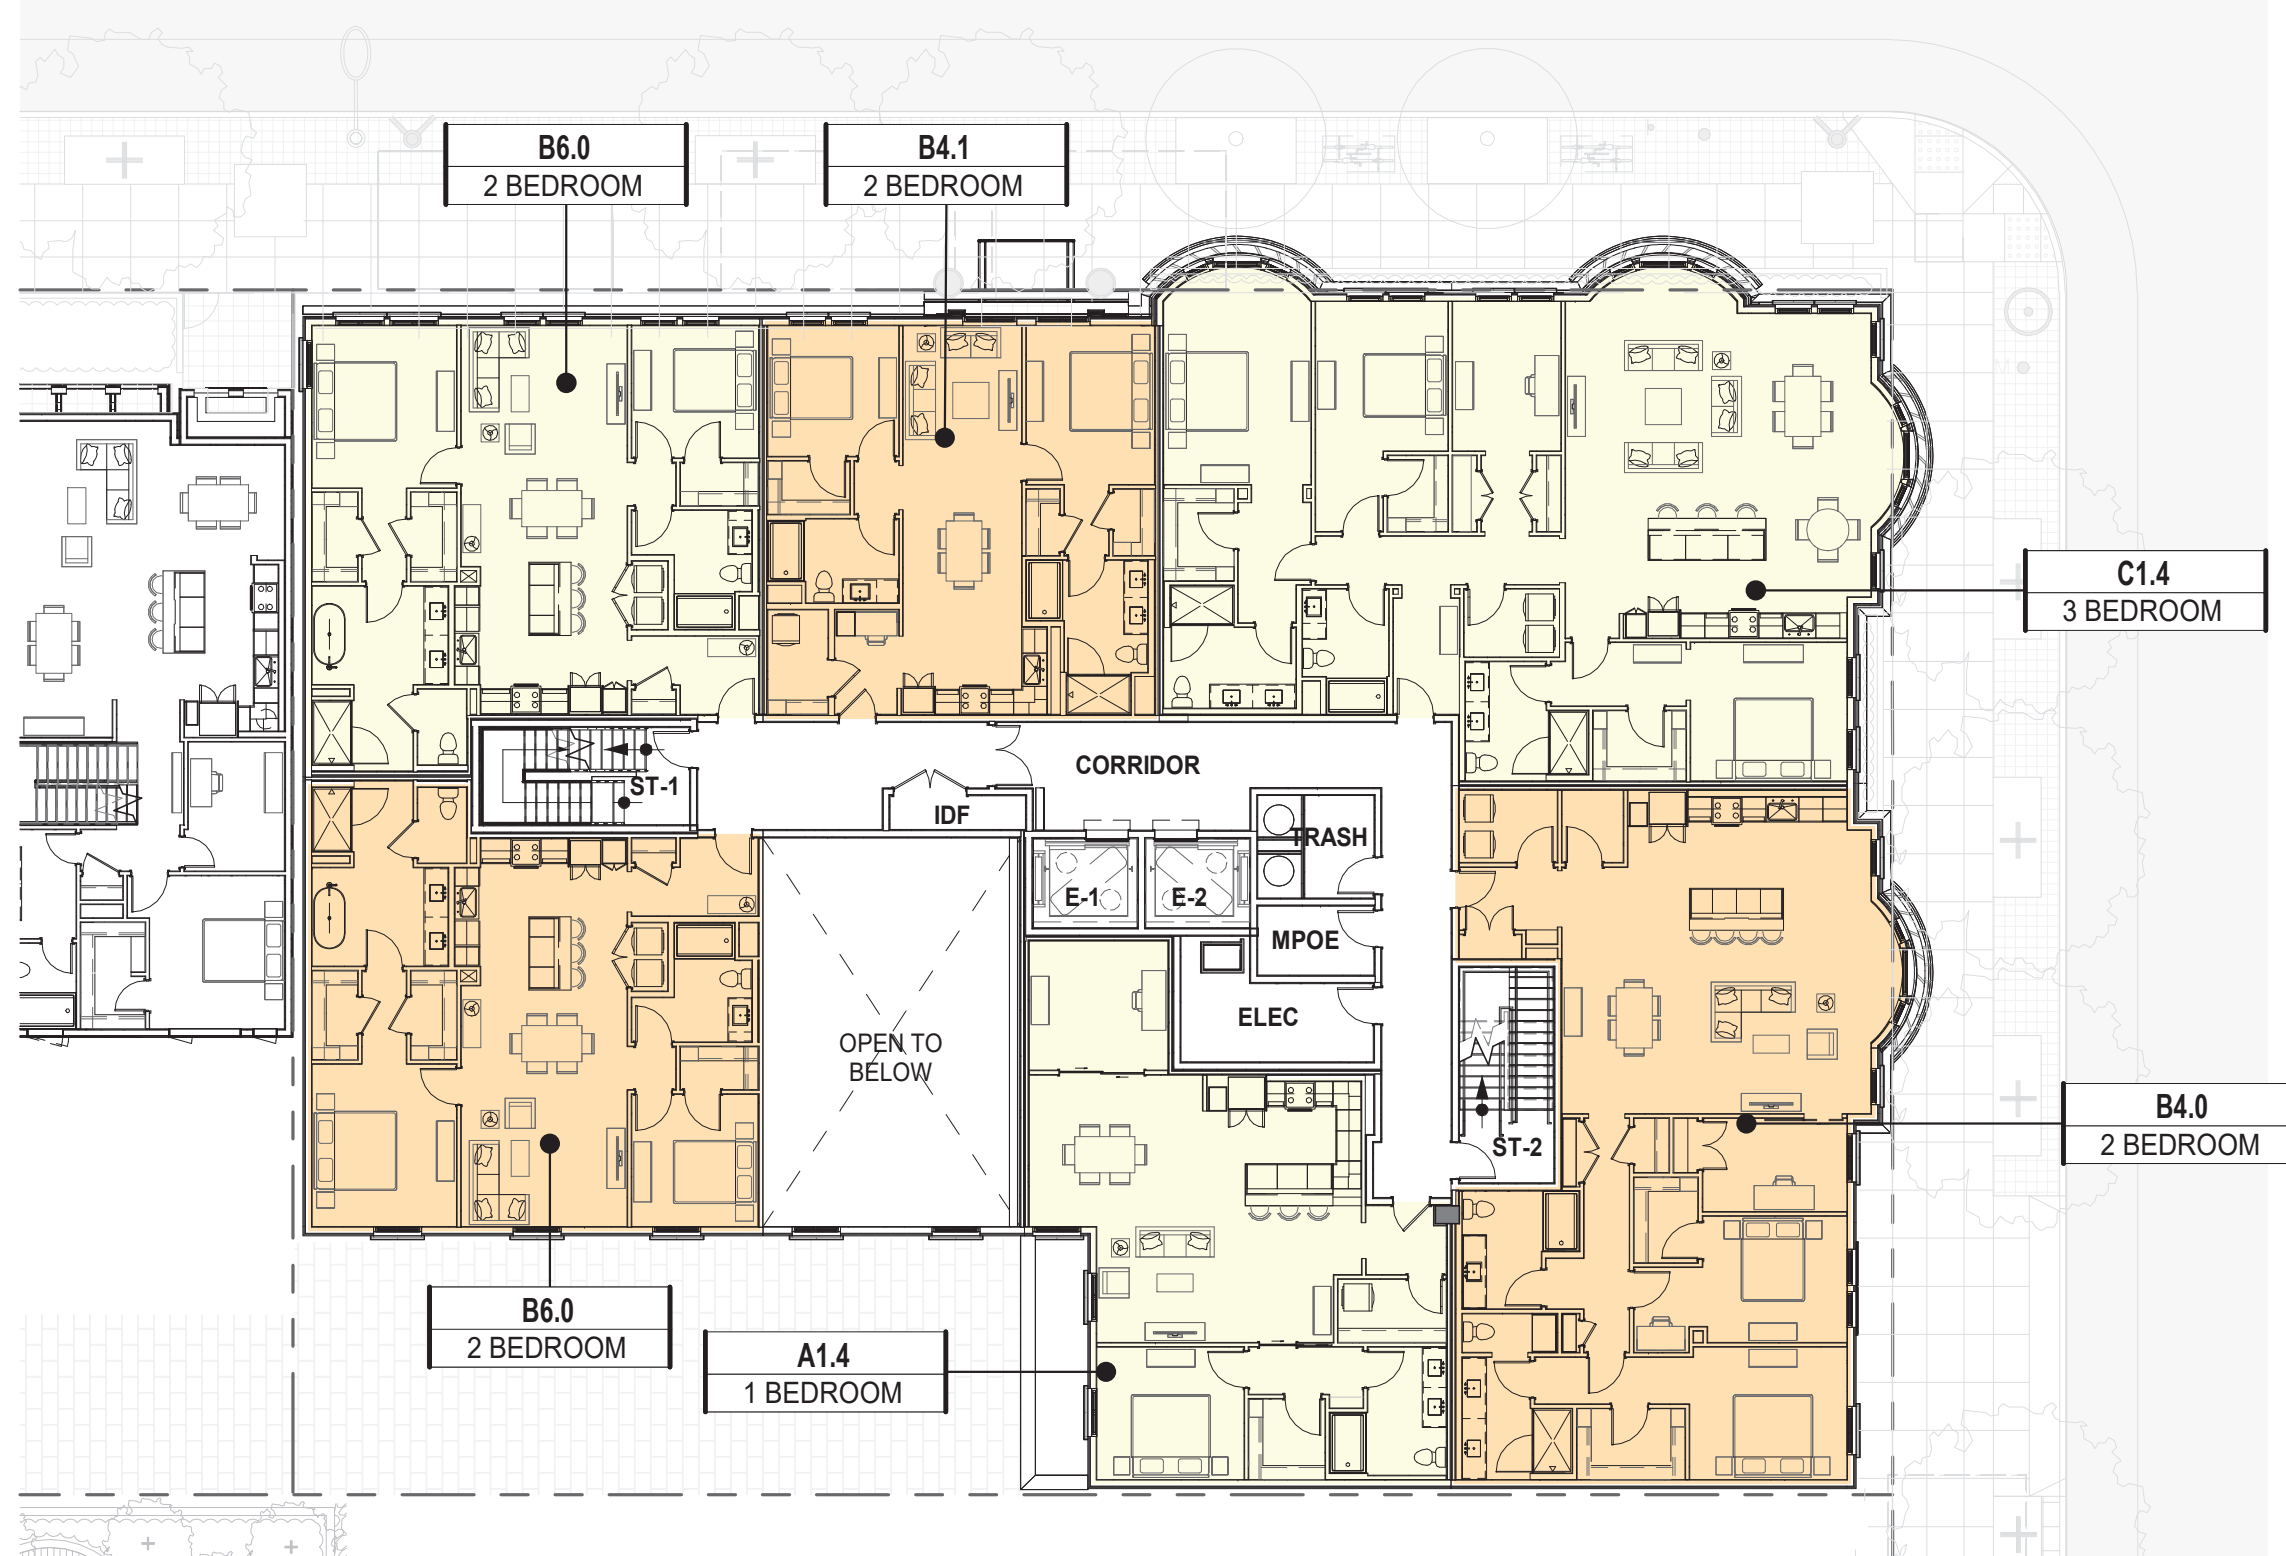 B6.0
2 BEDROOM
B4.1
2 BEDROOM
C1.4
3 BEDROOM
CORRIDOR
ST-1
IDF
TRASH
E-1
E-2
MPOE
ELEC
OPEN TO
BELOW
ST-2
B4.0
2 BEDROOM
B6.0
2 BEDROOM
A1.4
1 BEDROOM